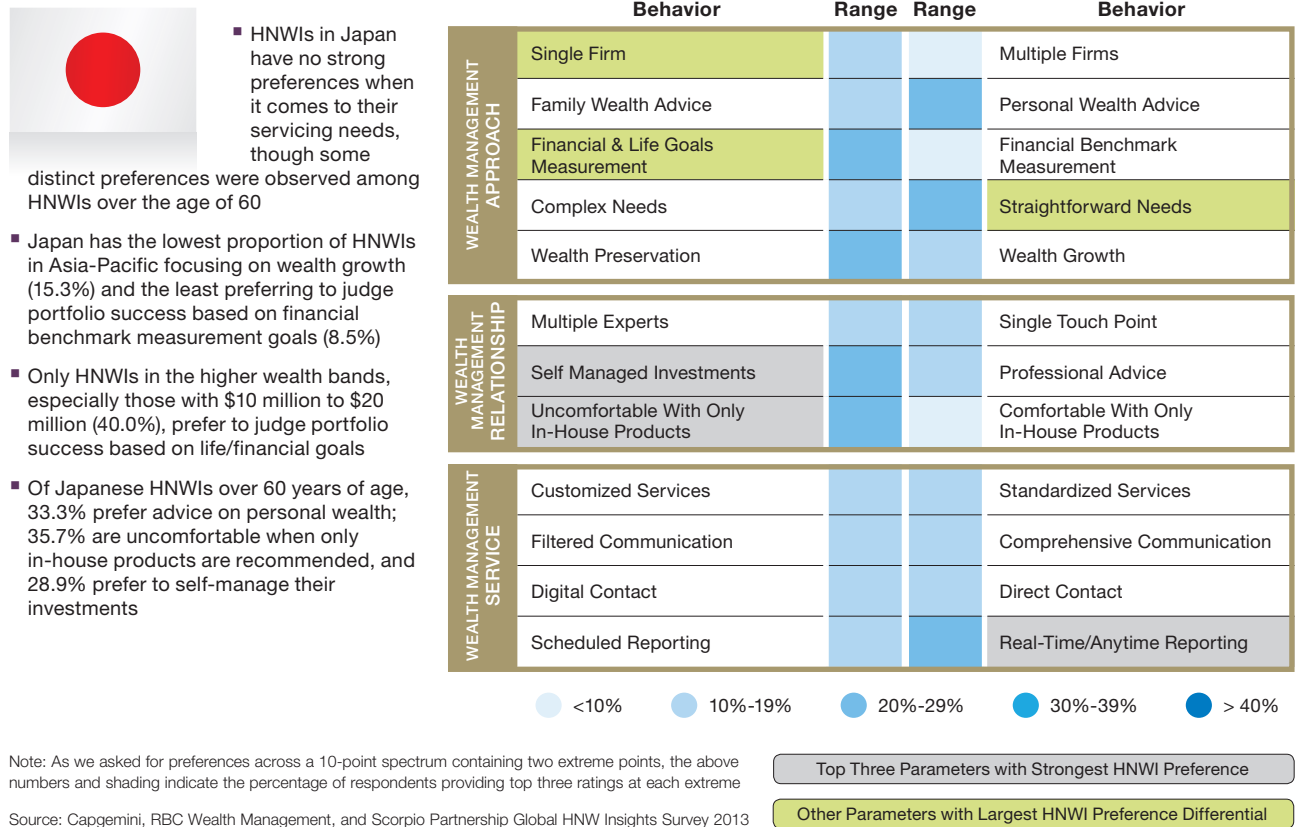 ▪ HNWIs in Japan
have no strong
preferences when
it comes to their
servicing needs,
though some
distinct preferences were observed among
HNWIs over the age of 60
▪ Japan has the lowest proportion of HNWIs
in Asia-Pacific focusing on wealth growth
(15.3%) and the least preferring to judge
portfolio success based on financial
benchmark measurement goals (8.5%)
▪ Only HNWIs in the higher wealth bands,
especially those with $10 million to $20
million (40.0%), prefer to judge portfolio
success based on life/financial goals
▪ Of Japanese HNWIs over 60 years of age,
33.3% prefer advice on personal wealth;
35.7% are uncomfortable when only
in-house products are recommended, and
28.9% prefer to self-manage their
investments
Behavior Range Range Behavior
WEALTH MANAGEMENT
APPROACH
Single Firm Multiple Firms
Family Wealth Advice Personal Wealth Advice
Financial & Life Goals
Measurement
Financial Benchmark
Measurement
Complex Needs Straightforward Needs
Wealth Preservation Wealth Growth
WEALTH
MANAGEMENT
RELATIONSHIP
Multiple Experts Single Touch Point
Self Managed Investments Professional Advice
Uncomfortable With Only
In-House Products
Comfortable With Only
In-House Products
WEALTH MANAGEMENT
SERVICE
Customized Services Standardized Services
Filtered Communication Comprehensive Communication
Digital Contact Direct Contact
Scheduled Reporting Real-Time/Anytime Reporting
<10% 10%-19% 20%-29% 30%-39% > 40%
Note: As we asked for preferences across a 10-point spectrum containing two extreme points, the above
numbers and shading indicate the percentage of respondents providing top three ratings at each extreme
Source: Capgemini, RBC Wealth Management, and Scorpio Partnership Global HNW Insights Survey 2013
Top Three Parameters with Strongest HNWI Preference
Other Parameters with Largest HNWI Preference Differential